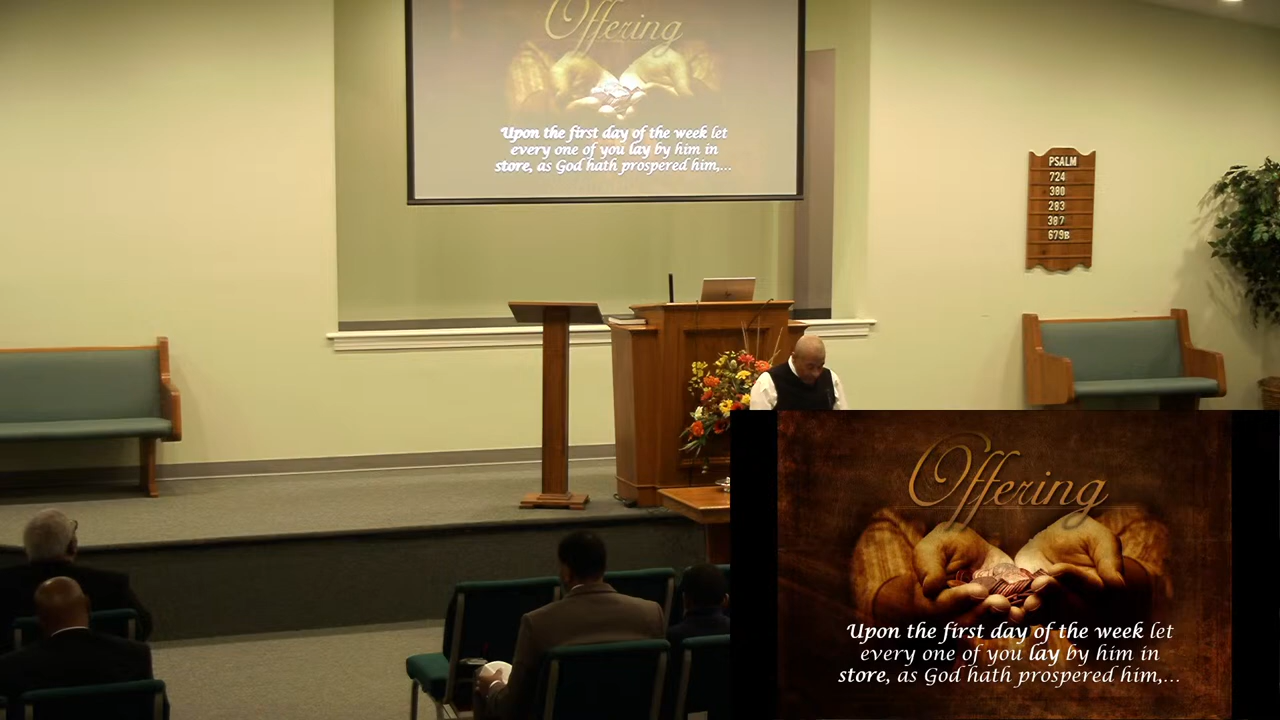 Offering
Upon the first day of the week let
every one of you lay by him in
store, as God hath prospered him,...
PSALM
724
380
283
387
679B
Offering
Upon the first day of the week let
every one of you lay by him in
store, as God hath prospered him,...